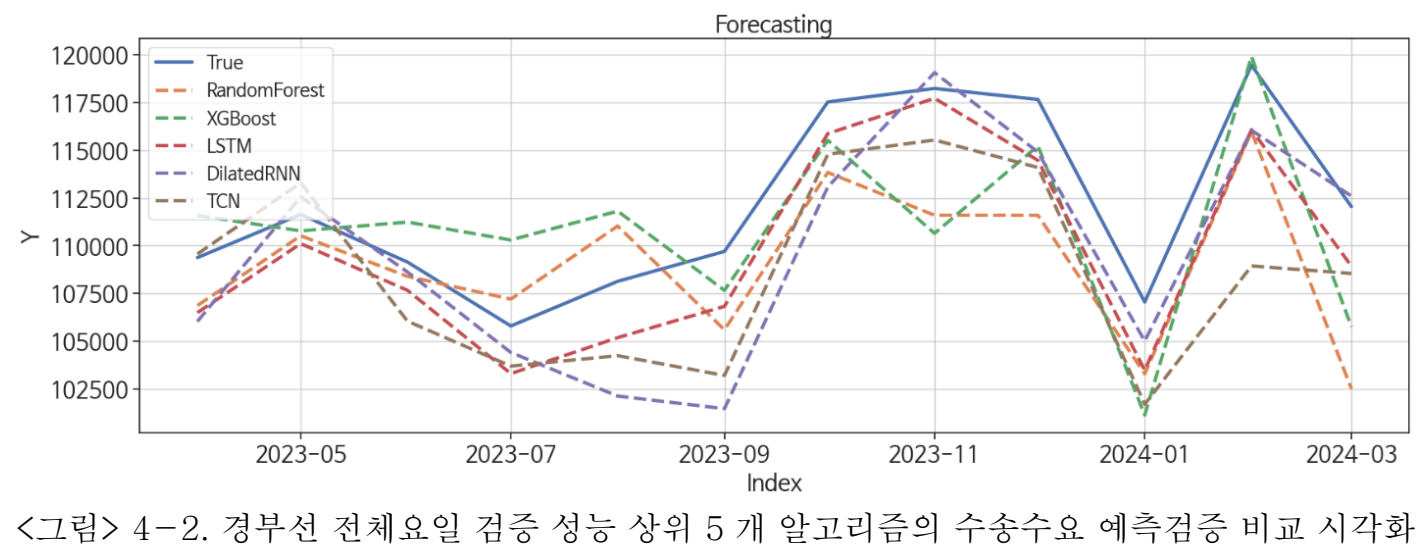 Forecasting
120000
117500
115000
112500
110000
107500
105000
102500
Y
True
RandomForest
XGBoost
LSTM
DilatedRNN
TCN
2023-05 2023-07 2023-09 2023-11 2024-01 2024-03
Index
<그림> 4-2. 경부선 전체요일 검증 성능 상위 5 개 알고리즘의 수송수요 예측검증 비교 시각화